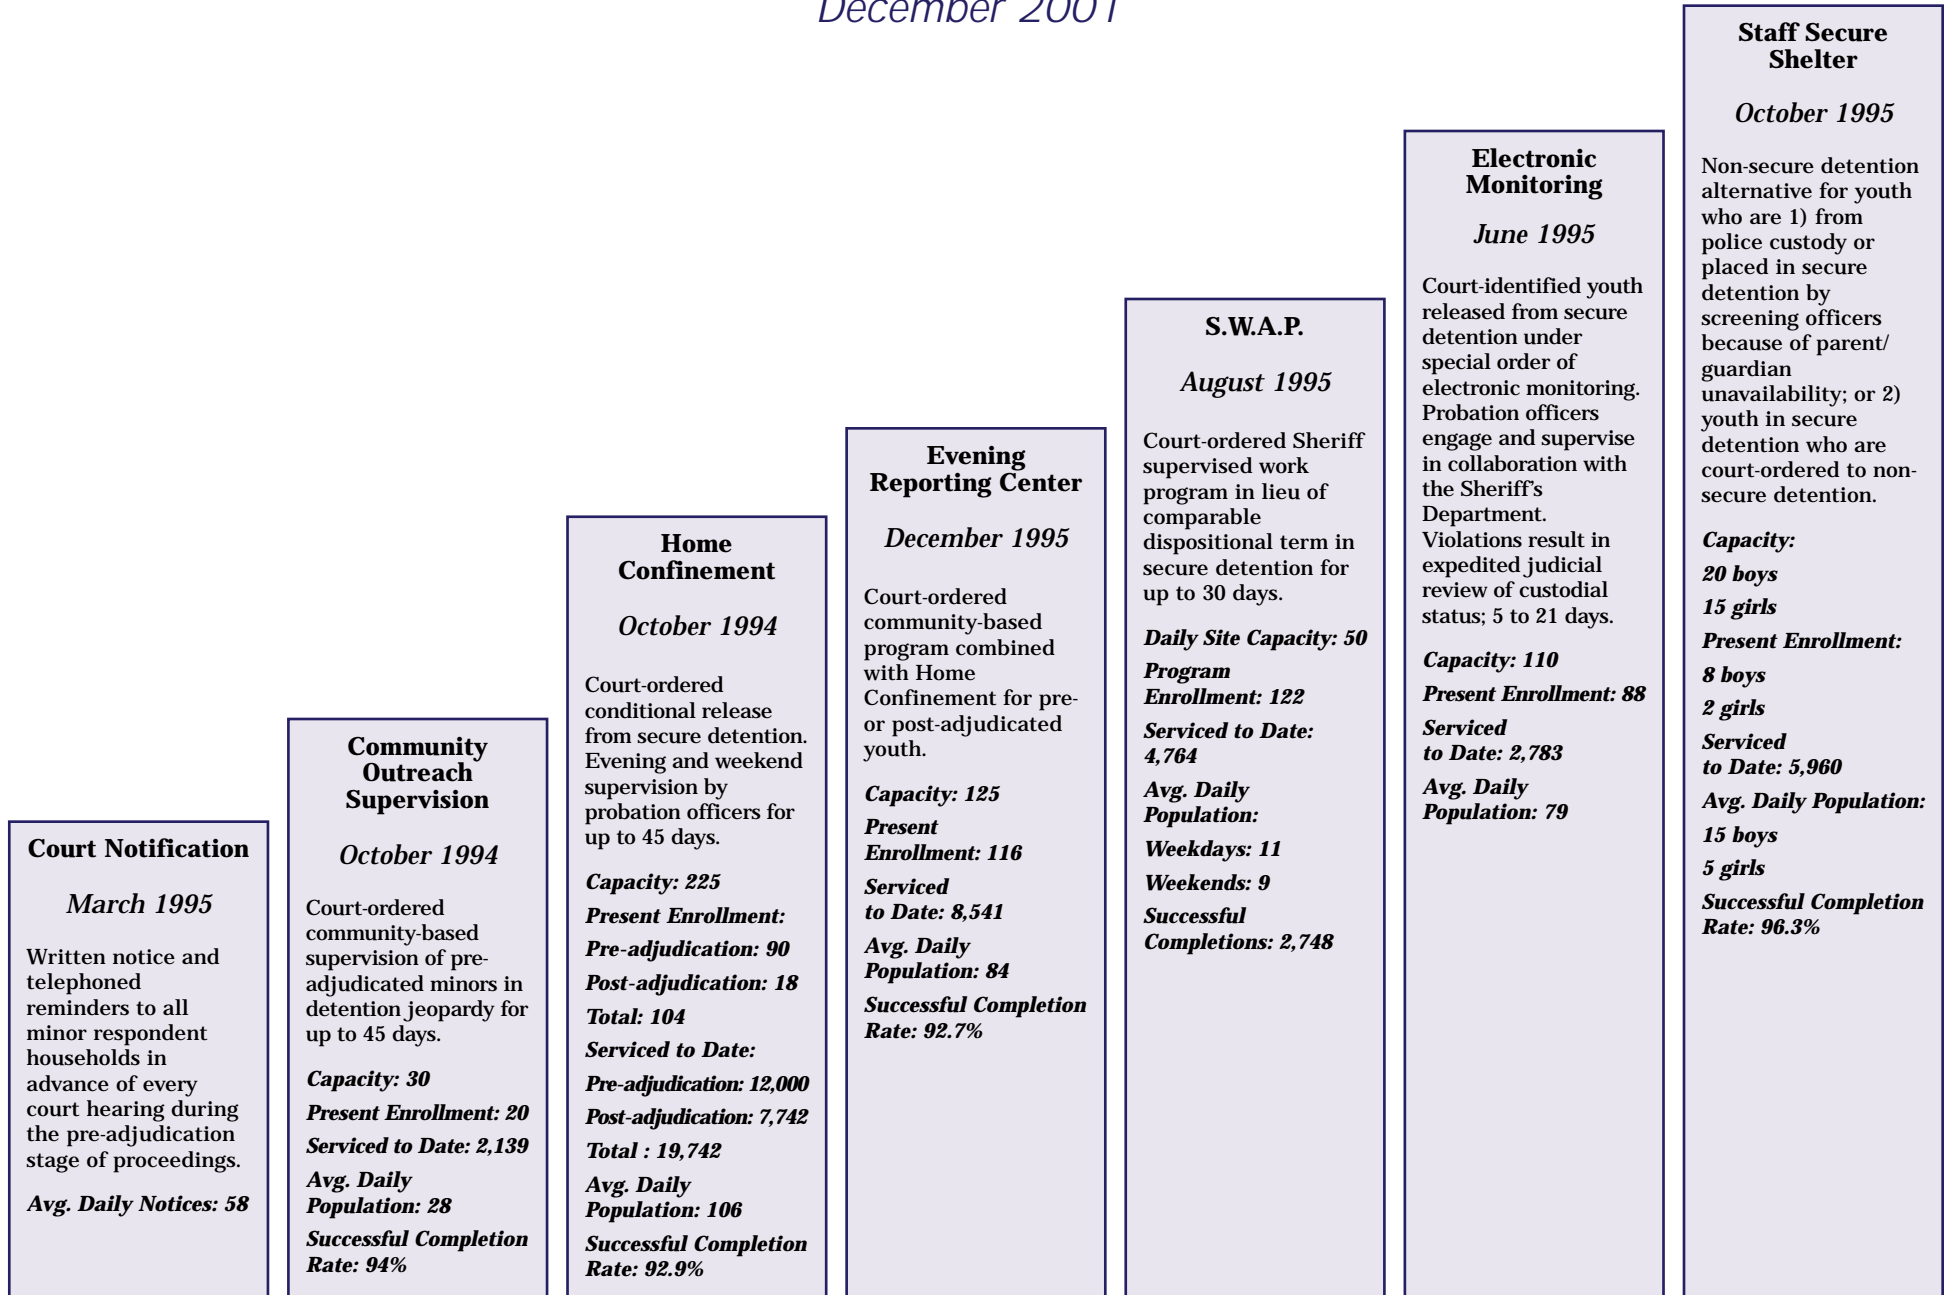 December 2001
Court Notification
March 1995
Written notice and
telephoned
reminders to all
minor respondent
households in
advance of every
court hearing during
the pre-adjudication
stage of proceedings.
Avg. Daily Notices: 58
Community
Outreach
Supervision
October 1994
Court-ordered
community-based
supervision of pre-
adjudicated minors in
detention jeopardy for
up to 45 days.
Capacity: 30
Present Enrollment: 20
Serviced to Date: 2,139
Avg. Daily
Population: 28
Successful Completion
Rate: 94%
Home
Confinement
October 1994
Court-ordered
conditional release
from secure detention.
Evening and weekend
supervision by
probation officers for
up to 45 days.
Capacity: 225
Present Enrollment:
Pre-adjudication: 90
Post-adjudication: 18
Total: 104
Serviced to Date:
Pre-adjudication: 12,000
Post-adjudication: 7,742
Total : 19,742
Avg. Daily
Population: 106
Successful Completion
Rate: 92.9%
Evening
Reporting Center
December 1995
Court-ordered
community-based
program combined
with Home
Confinement for pre-
or post-adjudicated
youth.
Capacity: 125
Present
Enrollment: 116
Serviced
to Date: 8,541
Avg. Daily
Population: 84
Successful Completion
Rate: 92.7%
S.W.A.P.
August 1995
Court-ordered Sheriff
supervised work
program in lieu of
comparable
dispositional term in
secure detention for
up to 30 days.
Daily Site Capacity: 50
Program
Enrollment: 122
Serviced to Date:
4,764
Avg. Daily
Population:
Weekdays: 11
Weekends: 9
Successful
Completions: 2,748
Electronic
Monitoring
June 1995
Court-identified youth
released from secure
detention under
special order of
electronic monitoring.
Probation officers
engage and supervise
in collaboration with
the Sheriff's
Department.
Violations result in
expedited judicial
review of custodial
status; 5 to 21 days.
Capacity: 110
Present Enrollment: 88
Serviced
to Date: 2,783
Avg. Daily
Population: 79
Staff Secure
Shelter
October 1995
Non-secure detention
alternative for youth
who are 1) from
police custody or
placed in secure
detention by
screening officers
because of parent/
guardian
unavailability; or 2)
youth in secure
detention who are
court-ordered to non-
secure detention.
Capacity:
20 boys
15 girls
Present Enrollment:
8 boys
2 girls
Serviced
to Date: 5,960
Avg. Daily Population:
15 boys
5 girls
Successful Completion
Rate: 96.3%